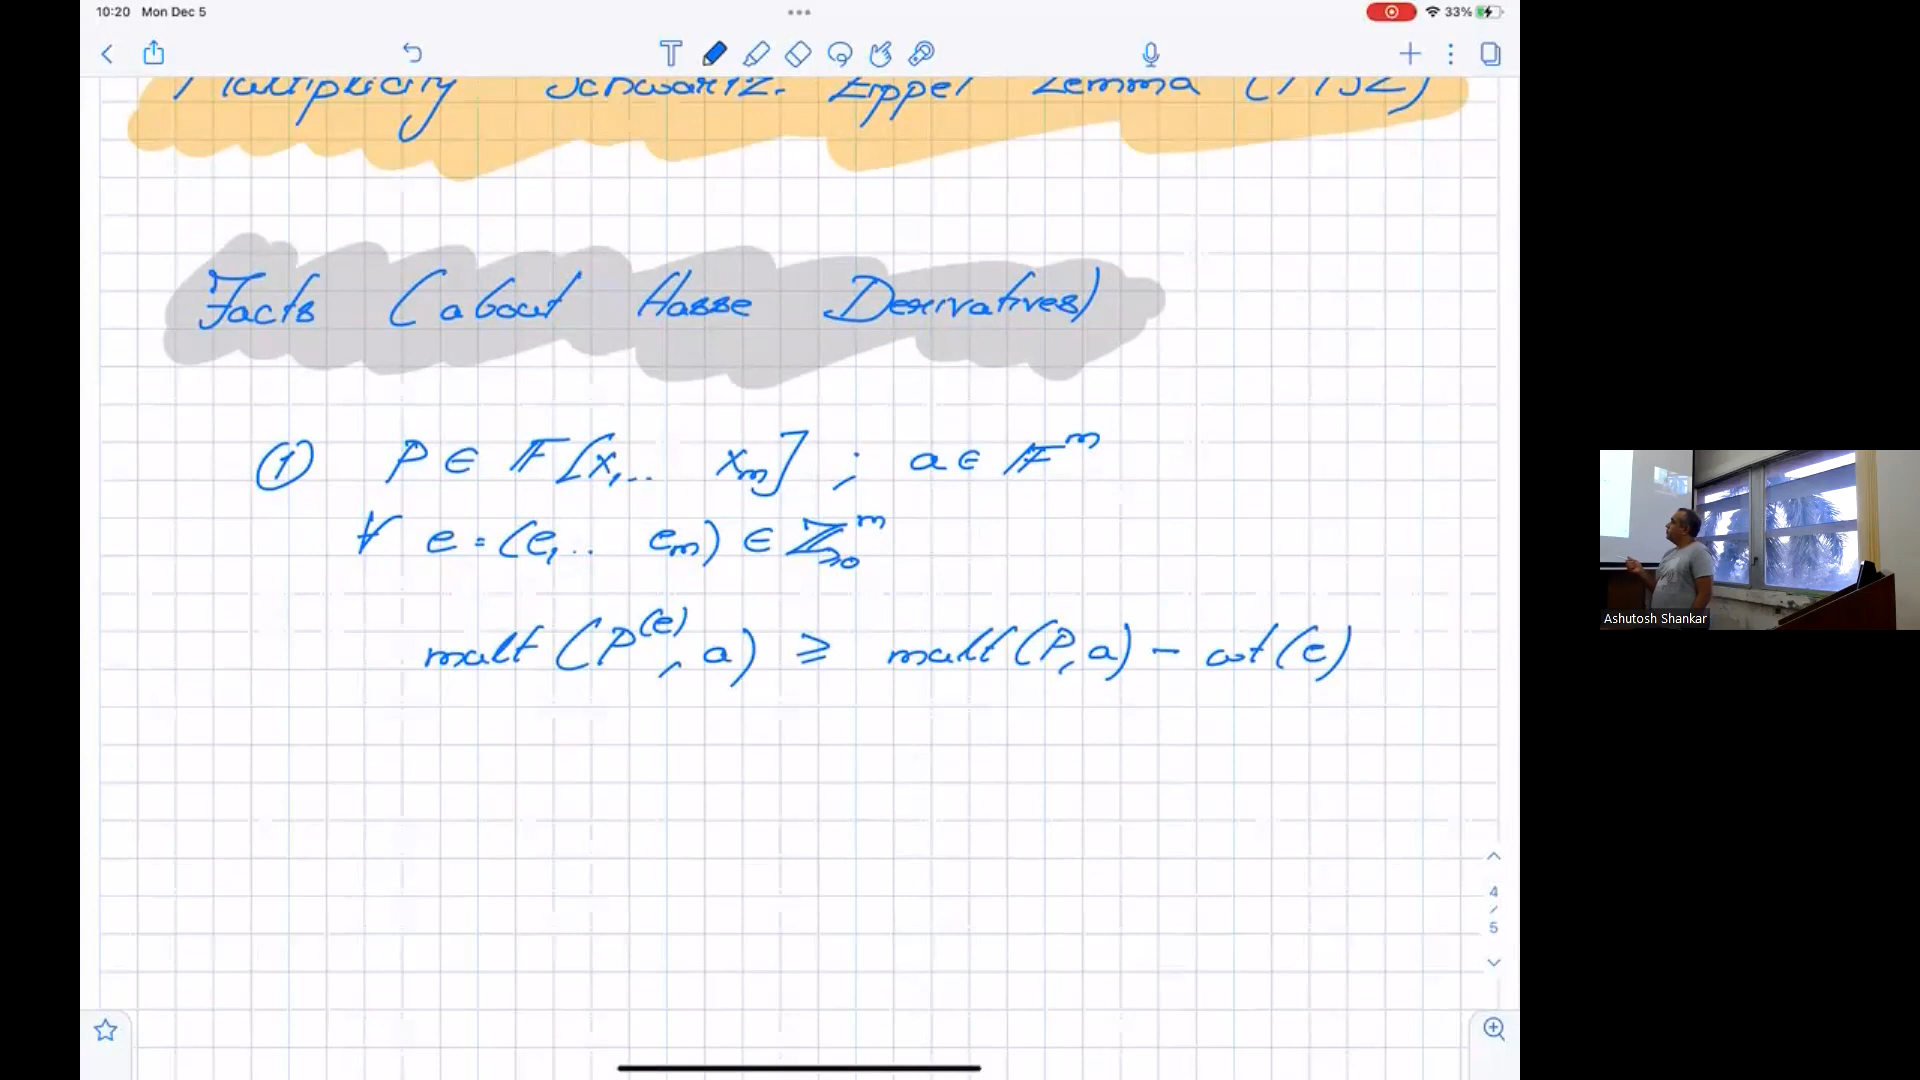 10:20 Mon Dec 5
33%
Multiplicity Schwartz-Zippel Lemma (MSZ)
Facts (about Hasse Derivatives)
① P ∈ 𝔽[x₁.. xₘ] ; a ∈ 𝔽ᵐ
∀ e = (e₁.. eₘ) ∈ ℤ≥₀ᵐ
mult (P⁽ᵉ⁾, a) ≥ mult (P, a) - wt(e)
4
/
5
Ashutosh Shankar